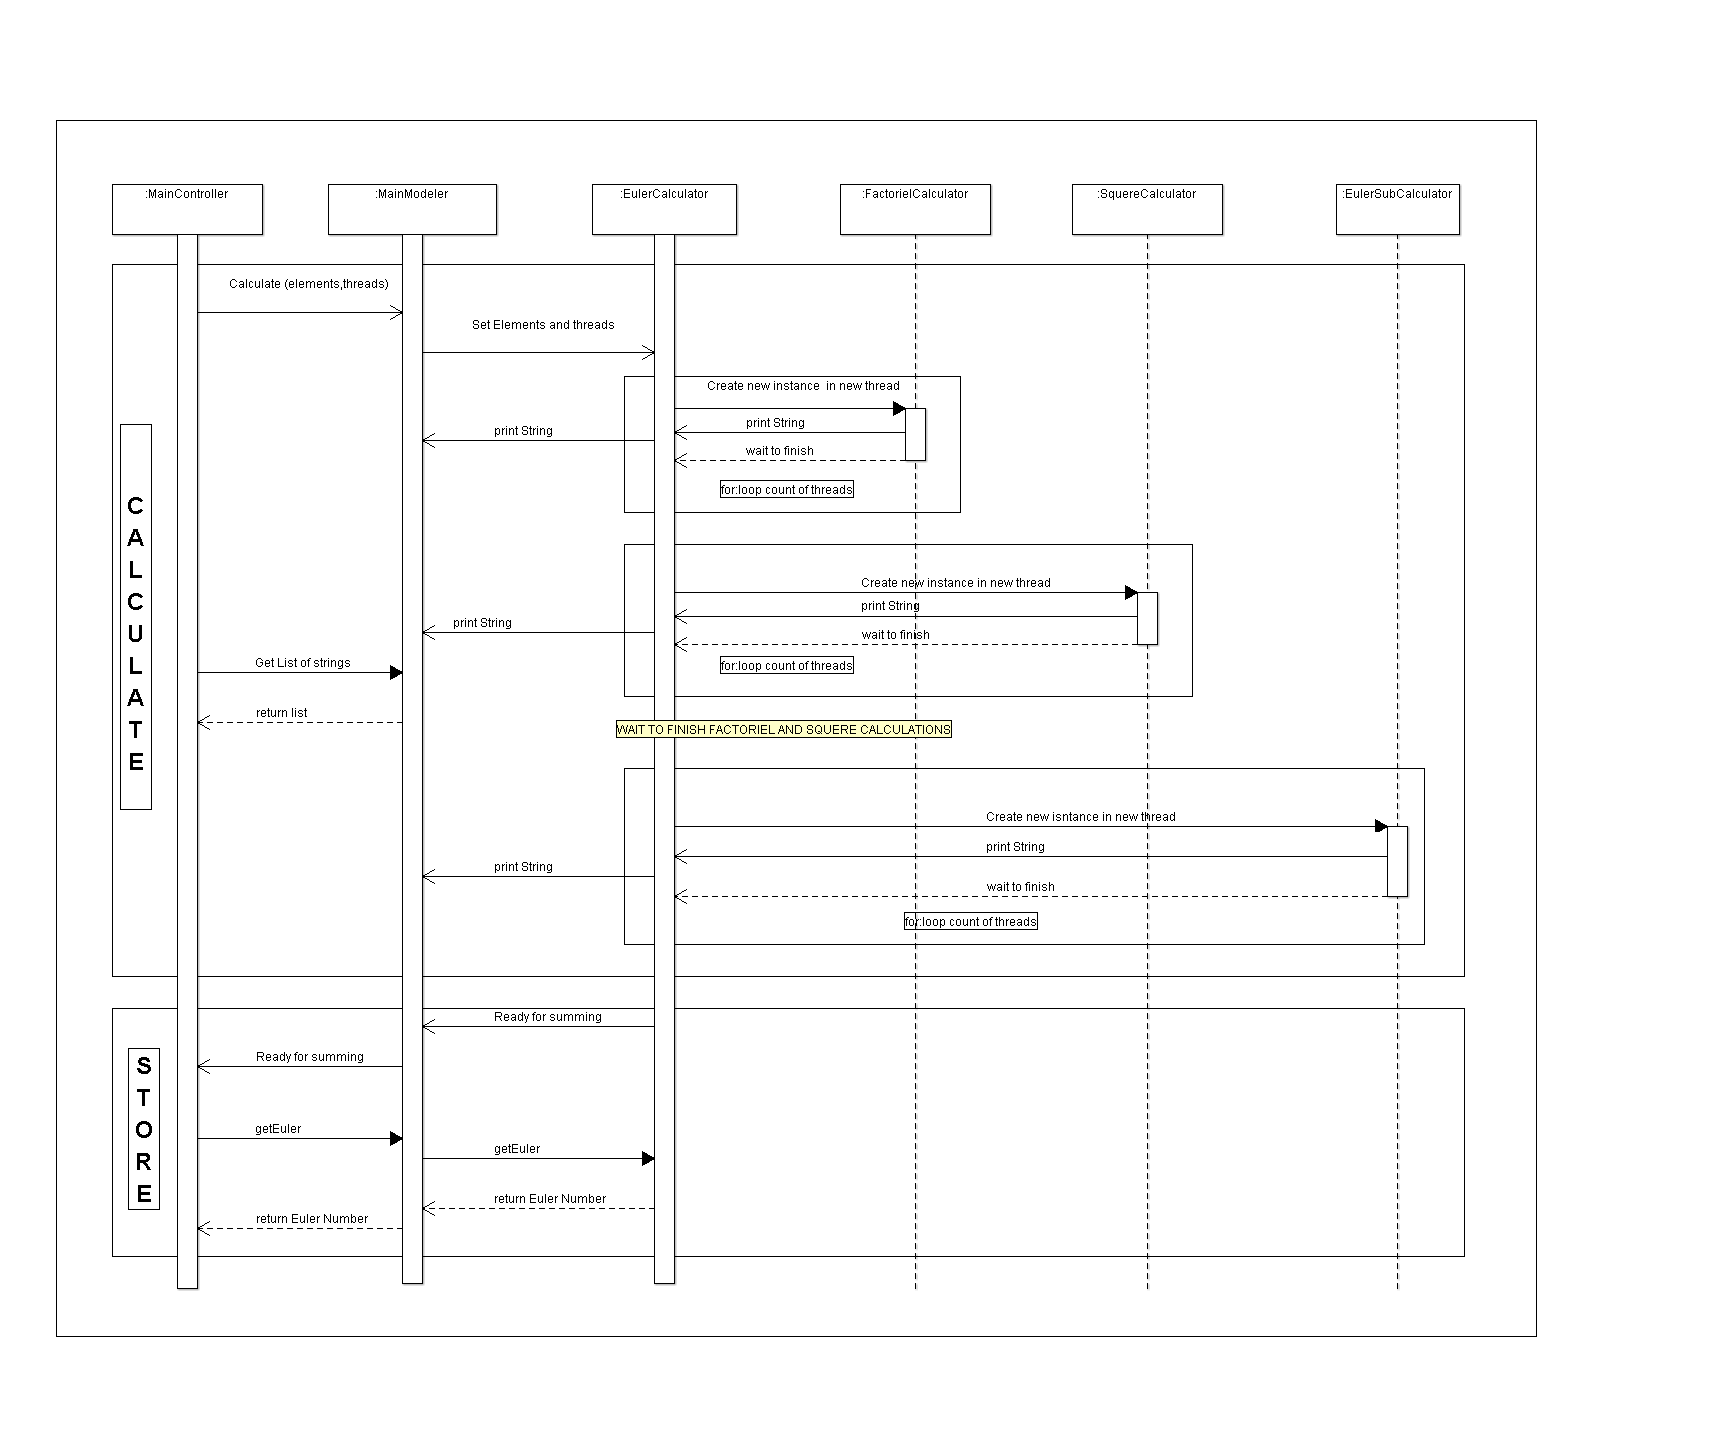 :MainController
:MainModeler
:EulerCalculator
:FactorielCalculator
:SquereCalculator
:EulerSubCalculator
Calculate (elements,threads)
Set Elements and threads
Create new instance in new thread
print String
print String
wait to finish
for:loop count of threads
Create new instance in new thread
print String
print String
wait to finish
for:loop count of threads
Get List of strings
return list
WAIT TO FINISH FACTORIEL AND SQUERE CALCULATIONS
Create new isntance in new thread
print String
print String
wait to finish
for:loop count of threads
C
A
L
C
U
L
A
T
E
Ready for summing
Ready for summing
getEuler
getEuler
return Euler Number
return Euler Number
S
T
O
R
E